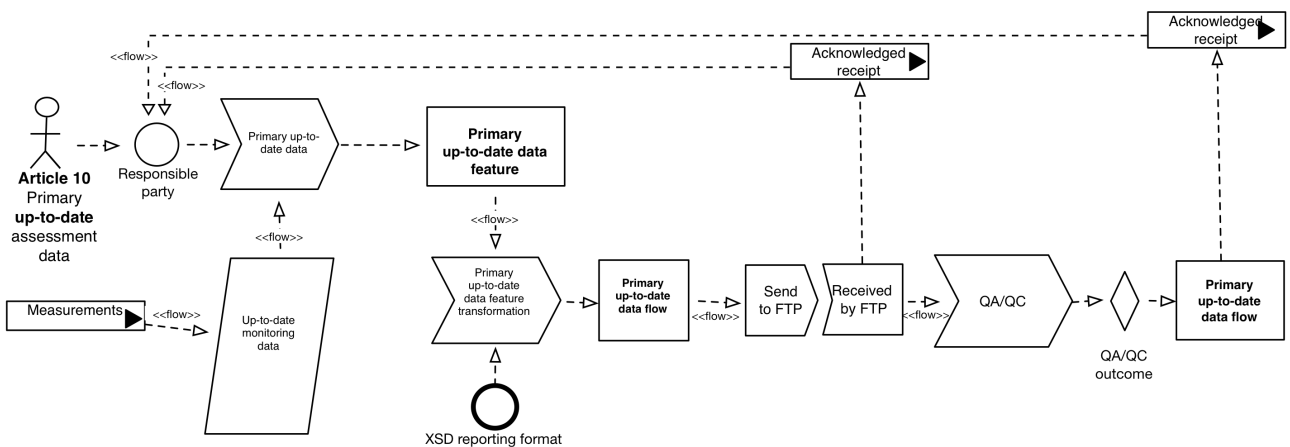 Acknowledged
receipt
<<flow>>
Acknowledged
receipt
<<flow>>
Article 10
Primary
up-to-date
assessment
data
Responsible
party
Primary up-to-
date data
Primary
up-to-date data
feature
<<flow>>
<<flow>>
Measurements
<<flow>>
Up-to-date
monitoring
data
Primary
up-to-date
data feature
transformation
Primary
up-to-date
data flow
<<flow>>
Send
to FTP
Received
by FTP
<<flow>>
QA/QC
QA/QC
outcome
Primary
up-to-date
data flow
XSD reporting format